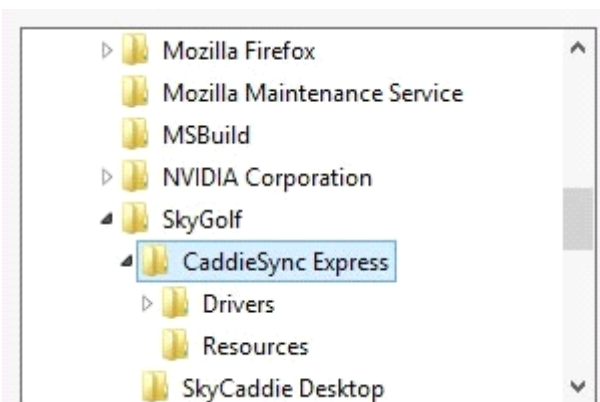 Mozilla Firefox
Mozilla Maintenance Service
MSBuild
NVIDIA Corporation
SkyGolf
CaddieSync Express
Drivers
Resources
SkyCaddie Desktop